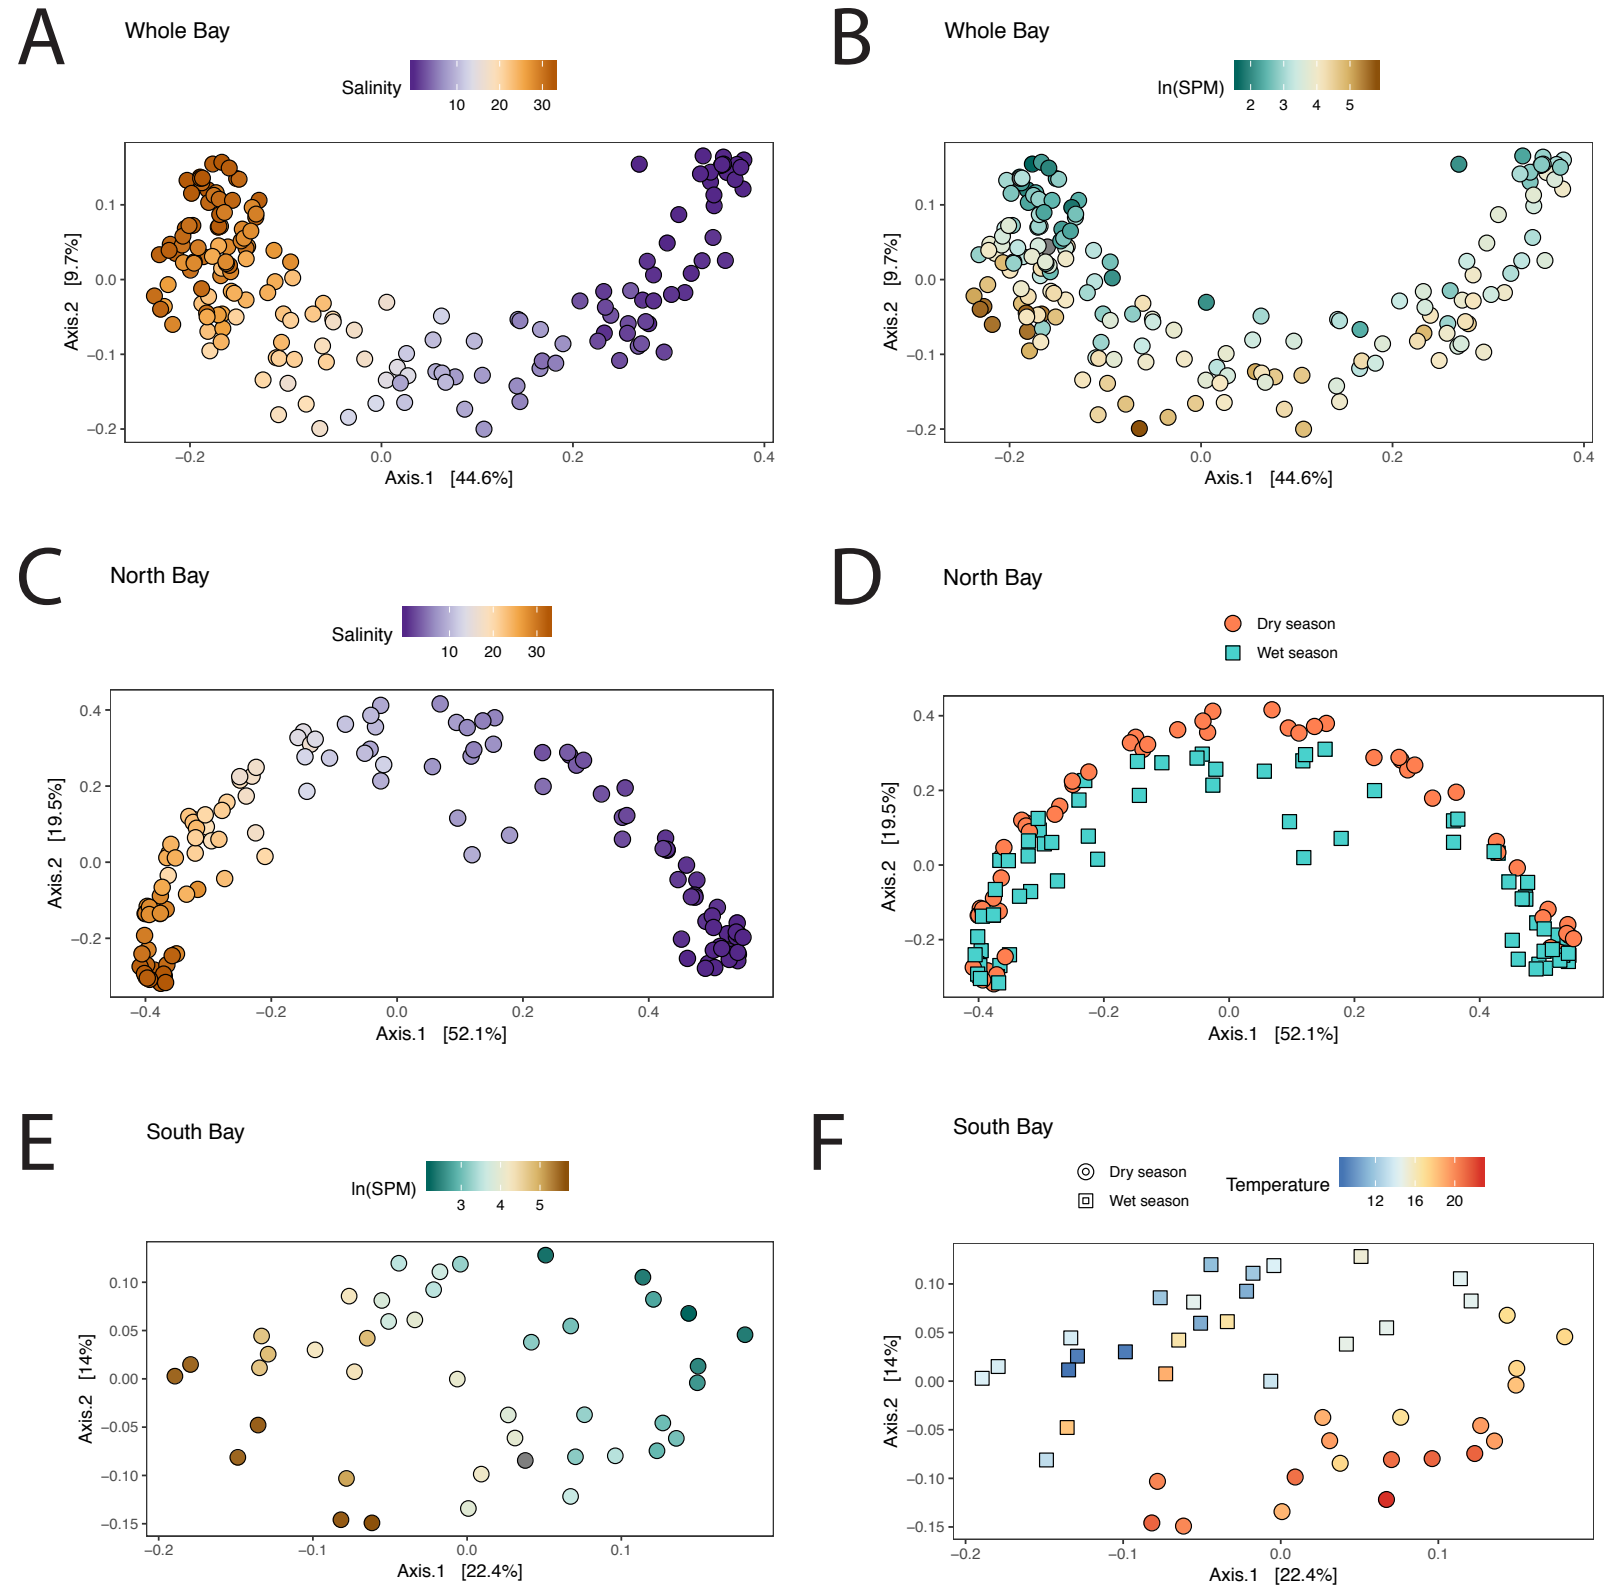 A
Whole Bay
Salinity
10 20 30
0.1
0.0
−0.1
−0.2
Axis.2 [9.7%]
−0.2 0.0 0.2 0.4
Axis.1 [44.6%]
B
Whole Bay
ln(SPM)
2 3 4 5
0.1
0.0
−0.1
−0.2
Axis.2 [9.7%]
−0.2 0.0 0.2 0.4
Axis.1 [44.6%]
C
North Bay
Salinity
10 20 30
0.4
0.2
0.0
−0.2
Axis.2 [19.5%]
−0.4 −0.2 0.0 0.2 0.4
Axis.1 [52.1%]
D
North Bay
Dry season
Wet season
0.4
0.2
0.0
−0.2
Axis.2 [19.5%]
−0.4 −0.2 0.0 0.2 0.4
Axis.1 [52.1%]
E
South Bay
ln(SPM)
3 4 5
0.10
0.05
0.00
−0.05
−0.10
−0.15
Axis.2 [14%]
−0.2 −0.1 0.0 0.1
Axis.1 [22.4%]
F
South Bay
Dry season
Wet season
Temperature
12 16 20
0.10
0.05
0.00
−0.05
−0.10
−0.15
Axis.2 [14%]
−0.2 −0.1 0.0 0.1
Axis.1 [22.4%]